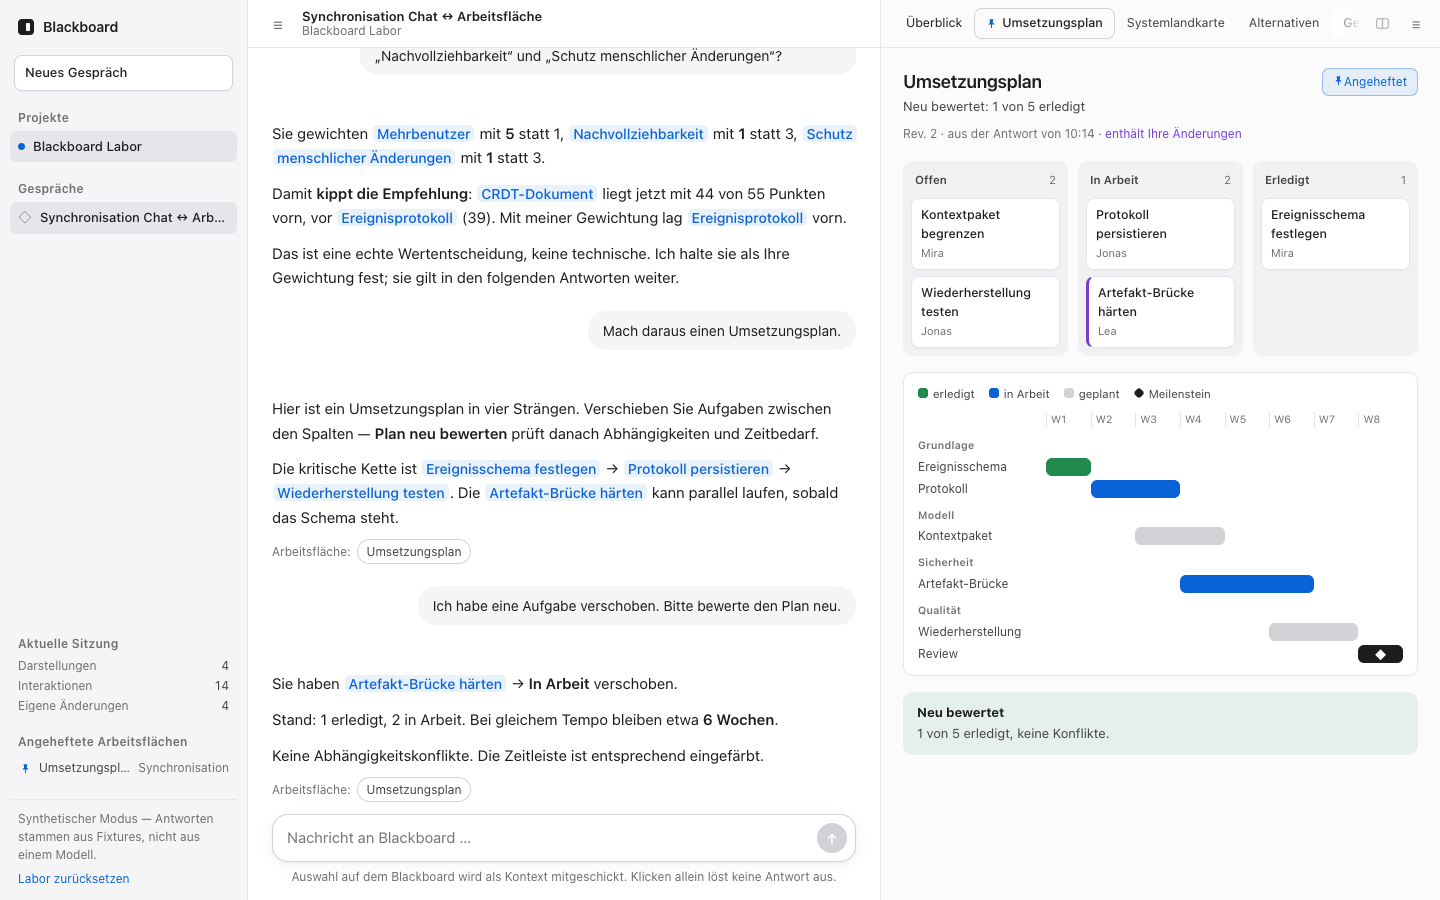 Blackboard
Neues Gespräch
Projekte
Blackboard Labor
Gespräche
Synchronisation Chat ↔ Arb...
Aktuelle Sitzung
Darstellungen 4
Interaktionen 14
Eigene Änderungen 4
Angeheftete Arbeitsflächen
Umsetzungspl... Synchronisation
Synthetischer Modus — Antworten
stammen aus Fixtures, nicht aus
einem Modell.
Labor zurücksetzen
≡ Synchronisation Chat ↔ Arbeitsfläche
Blackboard Labor
„Nachvollziehbarkeit“ und „Schutz menschlicher Änderungen“?
Sie gewichten Mehrbenutzer mit 5 statt 1, Nachvollziehbarkeit mit 1 statt 3, Schutz
menschlicher Änderungen mit 1 statt 3.
Damit kippt die Empfehlung: CRDT-Dokument liegt jetzt mit 44 von 55 Punkten
vorn, vor Ereignisprotokoll (39). Mit meiner Gewichtung lag Ereignisprotokoll vorn.
Das ist eine echte Wertentscheidung, keine technische. Ich halte sie als Ihre
Gewichtung fest; sie gilt in den folgenden Antworten weiter.
Mach daraus einen Umsetzungsplan.
Hier ist ein Umsetzungsplan in vier Strängen. Verschieben Sie Aufgaben zwischen
den Spalten — Plan neu bewerten prüft danach Abhängigkeiten und Zeitbedarf.
Die kritische Kette ist Ereignisschema festlegen → Protokoll persistieren →
Wiederherstellung testen. Die Artefakt-Brücke härten kann parallel laufen, sobald
das Schema steht.
Arbeitsfläche: Umsetzungsplan
Ich habe eine Aufgabe verschoben. Bitte bewerte den Plan neu.
Sie haben Artefakt-Brücke härten → In Arbeit verschoben.
Stand: 1 erledigt, 2 in Arbeit. Bei gleichem Tempo bleiben etwa 6 Wochen.
Keine Abhängigkeitskonflikte. Die Zeitleiste ist entsprechend eingefärbt.
Arbeitsfläche: Umsetzungsplan
Nachricht an Blackboard ...
Auswahl auf dem Blackboard wird als Kontext mitgeschickt. Klicken allein löst keine Antwort aus.
Überblick Umsetzungsplan Systemlandkarte Alternativen Ge
Umsetzungsplan Angeheftet
Neu bewertet: 1 von 5 erledigt
Rev. 2 · aus der Antwort von 10:14 · enthält Ihre Änderungen
Offen 2
Kontextpaket
begrenzen
Mira
Wiederherstellung
testen
Jonas
In Arbeit 2
Protokoll
persistieren
Jonas
Artefakt-Brücke
härten
Lea
Erledigt 1
Ereignisschema
festlegen
Mira
erledigt in Arbeit geplant Meilenstein
W1 W2 W3 W4 W5 W6 W7 W8
Grundlage
Ereignisschema
Protokoll
Modell
Kontextpaket
Sicherheit
Artefakt-Brücke
Qualität
Wiederherstellung
Review
Neu bewertet
1 von 5 erledigt, keine Konflikte.